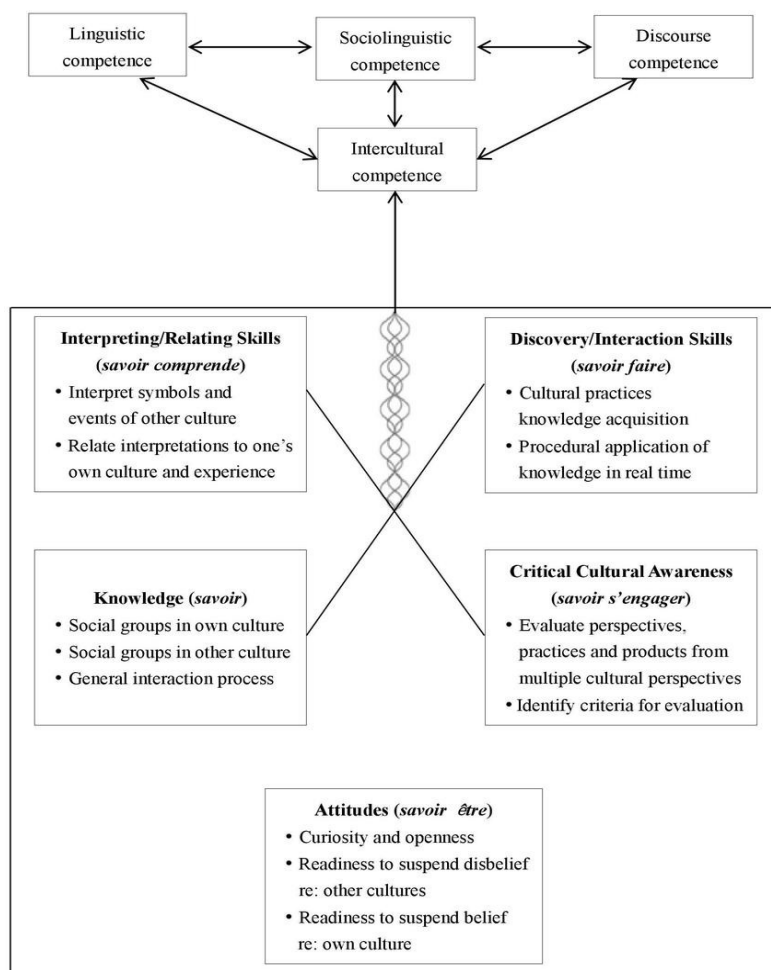 Linguistic
competence
Sociolinguistic
competence
Discourse
competence
Intercultural
competence
Interpreting/Relating Skills
(savoir comprende)
• Interpret symbols and
events of other culture
• Relate interpretations to one's
own culture and experience
Discovery/Interaction Skills
(savoir faire)
• Cultural practices
knowledge acquisition
• Procedural application of
knowledge in real time
Knowledge (savoir)
• Social groups in own culture
• Social groups in other culture
• General interaction process
Critical Cultural Awareness
(savoir s'engager)
• Evaluate perspectives,
practices and products from
multiple cultural perspectives
• Identify criteria for evaluation
Attitudes (savoir être)
• Curiosity and openness
• Readiness to suspend disbelief
re: other cultures
• Readiness to suspend belief
re: own culture